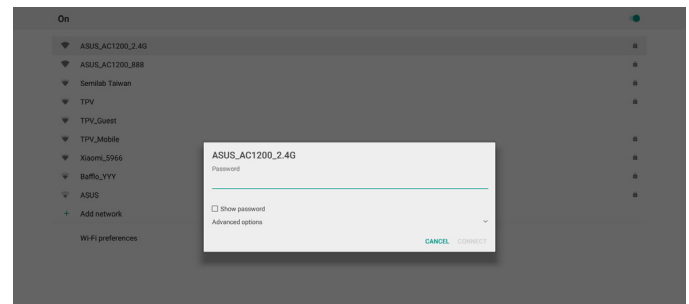 On
ASUS_AC1200_2.4G
ASUS_AC1200_888
Semilab Taiwan
TPV
TPV_Guest
TPV_Mobile
Xiaomi_5966
Bafflo_YYY
ASUS
Add network
Wi-Fi preferences
ASUS_AC1200_2.4G
Password
Show password
Advanced options
CANCEL CONNECT